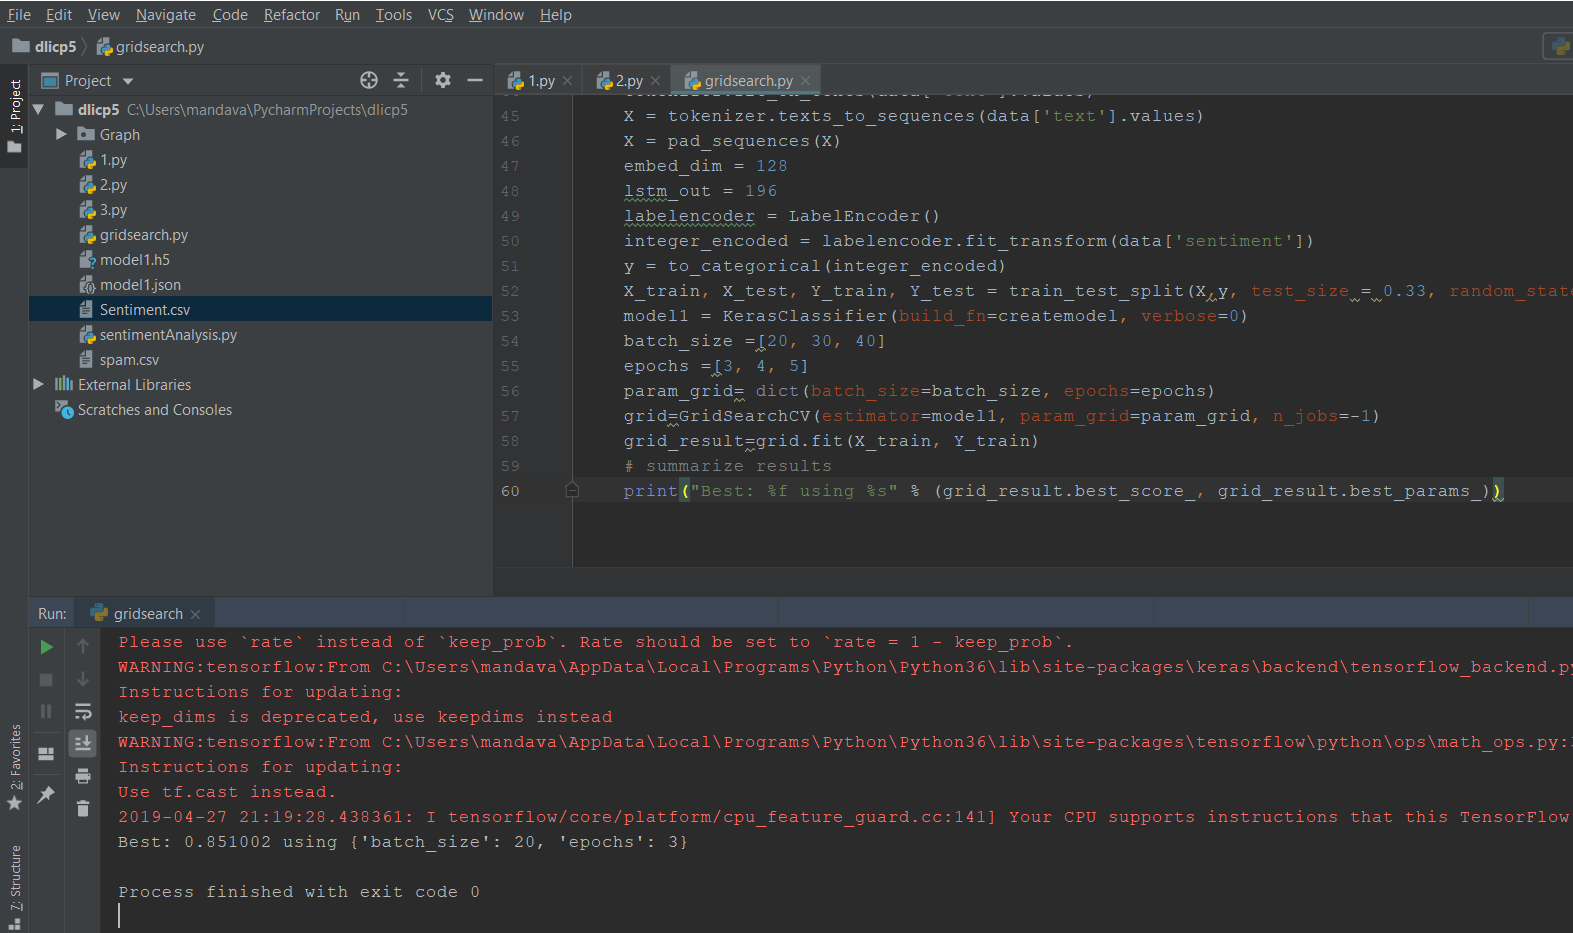 File Edit View Navigate Code Refactor Run Tools VCS Window Help
dlicp5 gridsearch.py
1: Project
Project
1.py 2.py gridsearch.py
dlicp5 C:\Users\mandava\PycharmProjects\dlicp5
Graph
1.py
2.py
3.py
gridsearch.py
model1.h5
model1.json
Sentiment.csv
sentimentAnalysis.py
spam.csv
External Libraries
Scratches and Consoles
45 X = tokenizer.texts_to_sequences(data['text'].values)
46 X = pad_sequences(X)
47 embed_dim = 128
48 lstm_out = 196
49 labelencoder = LabelEncoder()
50 integer_encoded = labelencoder.fit_transform(data['sentiment'])
51 y = to_categorical(integer_encoded)
52 X_train, X_test, Y_train, Y_test = train_test_split(X,y, test_size = 0.33, random_state
53 model1 = KerasClassifier(build_fn=createmodel, verbose=0)
54 batch_size =[20, 30, 40]
55 epochs =[3, 4, 5]
56 param_grid= dict(batch_size=batch_size, epochs=epochs)
57 grid=GridSearchCV(estimator=model1, param_grid=param_grid, n_jobs=-1)
58 grid_result=grid.fit(X_train, Y_train)
59 # summarize results
60 print("Best: %f using %s" % (grid_result.best_score_, grid_result.best_params_))
Run: gridsearch
Please use `rate` instead of `keep_prob`. Rate should be set to `rate = 1 - keep_prob`.
WARNING:tensorflow:From C:\Users\mandava\AppData\Local\Programs\Python\Python36\lib\site-packages\keras\backend\tensorflow_backend.py
Instructions for updating:
keep_dims is deprecated, use keepdims instead
WARNING:tensorflow:From C:\Users\mandava\AppData\Local\Programs\Python\Python36\lib\site-packages\tensorflow\python\ops\math_ops.py:
Instructions for updating:
Use tf.cast instead.
2019-04-27 21:19:28.438361: I tensorflow/core/platform/cpu_feature_guard.cc:141] Your CPU supports instructions that this TensorFlow
Best: 0.851002 using {'batch_size': 20, 'epochs': 3}
Process finished with exit code 0
2: Favorites
7: Structure